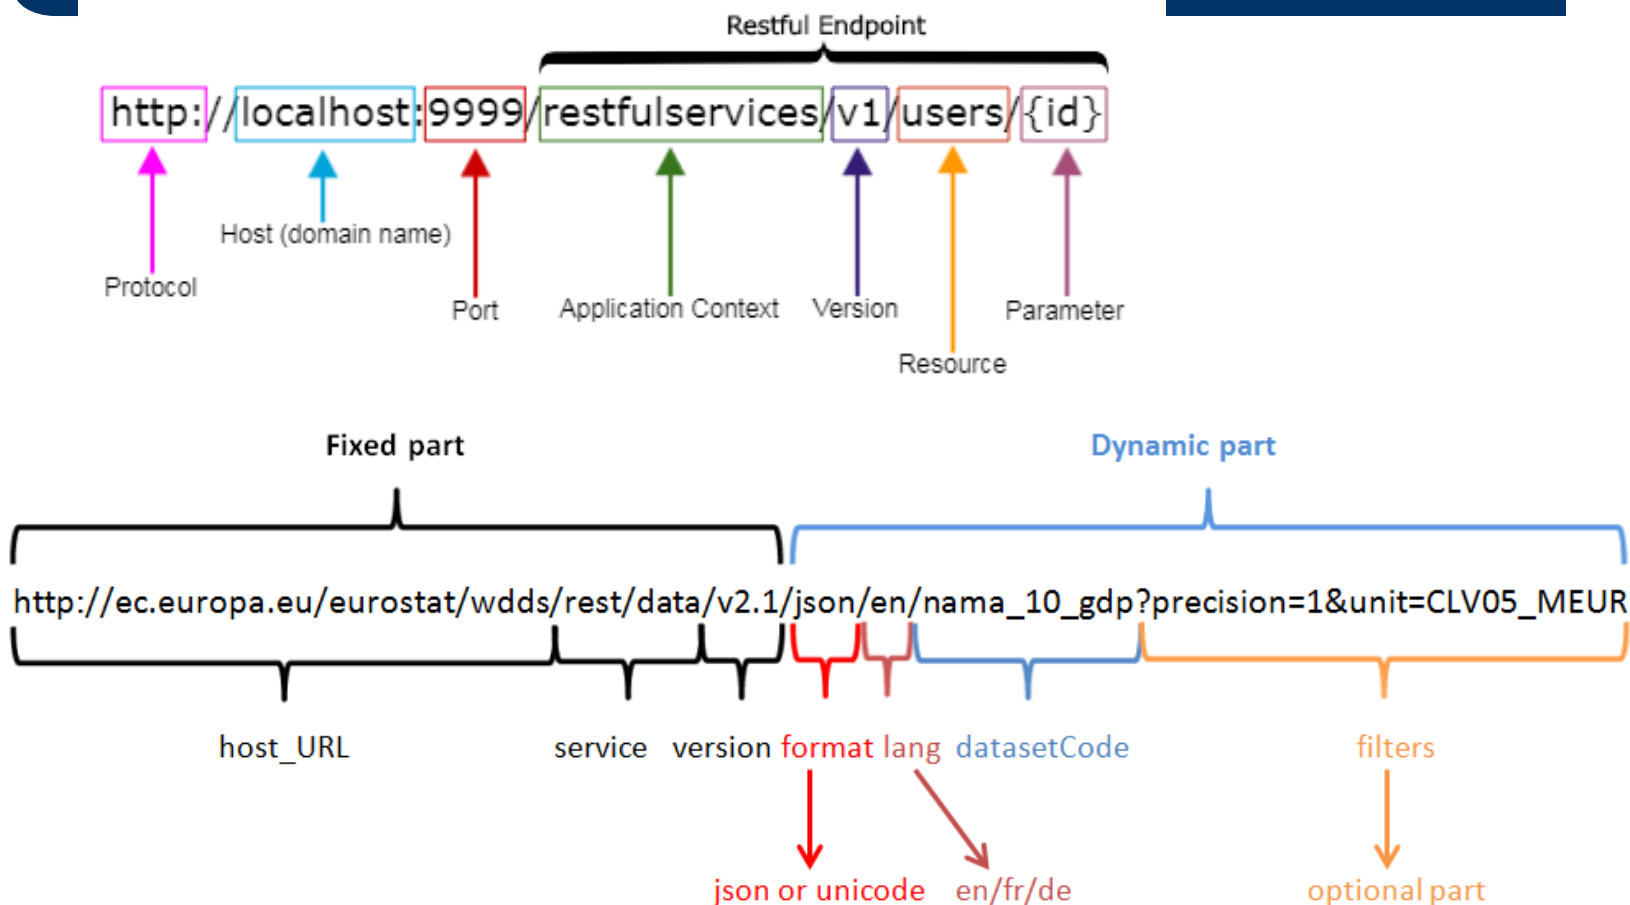 Restful Endpoint
http://localhost:9999/restfulservices/v1/users/{id}
Host (domain name)
Protocol
Port
Application Context
Version
Parameter
Resource
Fixed part
Dynamic part
http://ec.europa.eu/eurostat/wdds/rest/data/v2.1/json/en/nama_10_gdp?precision=1&unit=CLV05_MEUR
host_URL
service
version
format
lang
datasetCode
filters
json or unicode
en/fr/de
optional part